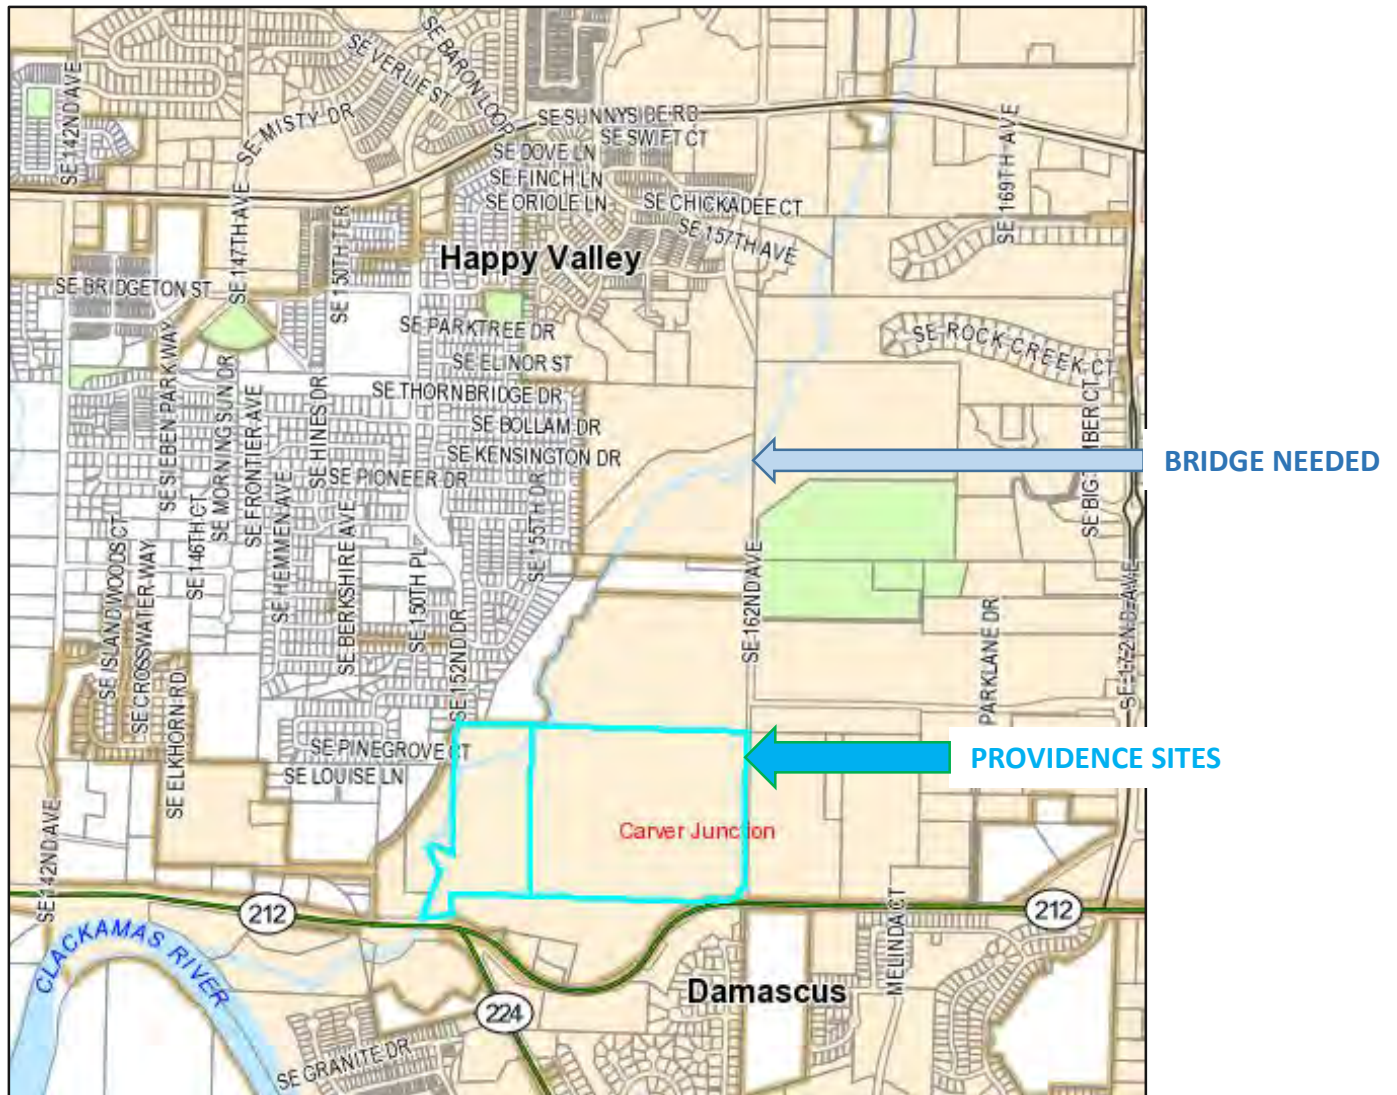 SE 142ND AVE
SE VERLIE ST
SE BARON LOOP
SE MISTY DR
SE SUNNYSIDE RD
SE SWIFT CT
SE DOVE LN
SE FINCH LN
SE ORIOLE LN
SE CHICKADEE CT
SE 157TH AVE
SE 169TH AVE
SE 147TH AVE
SE 150TH TER
Happy Valley
SE BRIDGETON ST
SE PARKTREE DR
SE ELINOR ST
SE ROCK CREEK CT
SE THORNBRIDGE DR
SE BOLLAM DR
SE KENSINGTON DR
SE PIONEER DR
SE SIEBEN PARK WAY
SE MORNING SUN DR
SE FRONTIER AVE
SE HINES DR
SE HEMMEN AVE
SE BERKSHIRE AVE
SE 155TH DR
BRIDGE NEEDED
SE ISLAND WOODS CT
SE CROSSWATER WAY
SE 146TH CT
SE 150TH PL
SE 152ND DR
SE 162ND AVE
SE 172ND AVE
PARKLANE DR
SE ELKHORN RD
SE PINEGROVE CT
SE LOUISE LN
PROVIDENCE SITES
Carver Junction
SE 142ND AVE
212
212
MELINDA CT
CLACKAMAS RIVER
Damascus
224
SE GRANITE DR